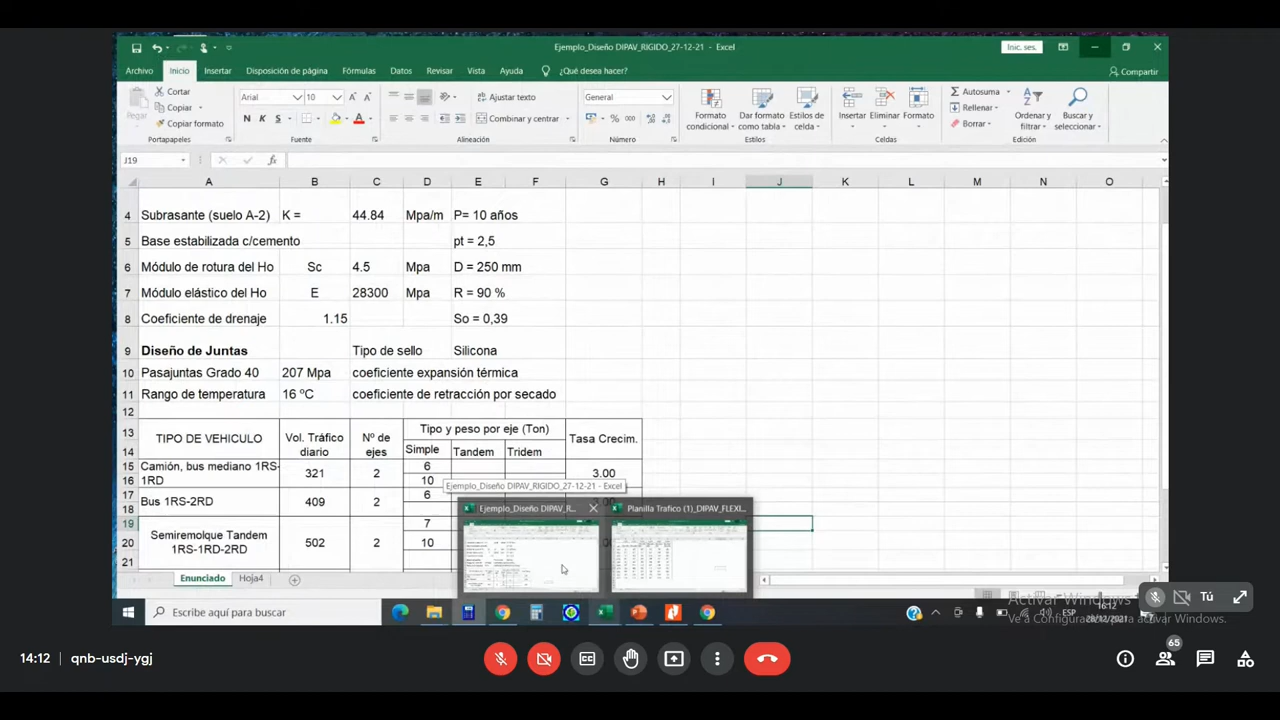 Ejemplo_Diseño DIPAV_RIGIDO_27-12-21 - Excel
Inic. ses.
Archivo Inicio Insertar Disposición de página Fórmulas Datos Revisar Vista Ayuda ¿Qué desea hacer? Compartir
Pegar
Cortar
Copiar
Copiar formato
Portapapeles
Arial 10
N K S
Fuente
Ajustar texto
Combinar y centrar
Alineación
General
Número
Formato condicional
Dar formato como tabla
Estilos de celda
Estilos
Insertar Eliminar Formato
Celdas
Autosuma
Rellenar
Borrar
Ordenar y filtrar
Buscar y seleccionar
Edición
J19
A B C D E F G H I J K L M N O
4 Subrasante (suelo A-2) K = 44.84 Mpa/m P= 10 años
5 Base estabilizada c/cemento pt = 2,5
6 Módulo de rotura del Ho Sc 4.5 Mpa D = 250 mm
7 Módulo elástico del Ho E 28300 Mpa R = 90 %
8 Coeficiente de drenaje 1.15 So = 0,39
9 Diseño de Juntas Tipo de sello Silicona
10 Pasajuntas Grado 40 207 Mpa coeficiente expansión térmica
11 Rango de temperatura 16 ºC coeficiente de retracción por secado
12
13 TIPO DE VEHICULO Vol. Tráfico diario Nº de ejes Tipo y peso por eje (Ton) Tasa Crecim.
14 Simple Tandem Tridem
15 Camión, bus mediano 1RS-1RD 321 2 6 3.00
16 10
Ejemplo_Diseño DIPAV_RIGIDO_27-12-21 - Excel
17 Bus 1RS-2RD 409 2 6
18
19 Semiremolque Tandem 7
20 1RS-1RD-2RD 502 2 10
21
Ejemplo_Diseño DIPAV_R...
Planilla Trafico (1)_DIPAV_FLEXI...
Enunciado Hoja4
Escribe aquí para buscar
ESP
16:12
28/12/2021
Activar Windows
Ve a Configuración para activar Windows.
Tú
14:12 | qnb-usdj-ygj
65